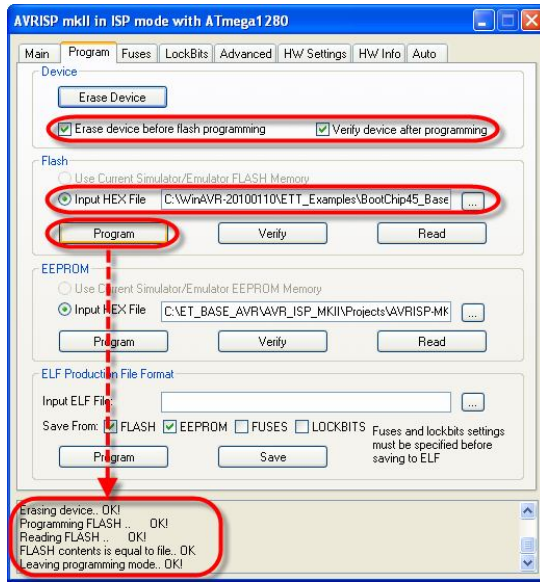 AVRISP mkII in ISP mode with ATmega1280
Main Program Fuses LockBits Advanced HW Settings HW Info Auto
Device
Erase Device
Erase device before flash programming Verify device after programming
Flash
Use Current Simulator/Emulator FLASH Memory
Input HEX File C:\WinAVR-20100110\ETT_Examples\BootChip45_Base ...
Program Verify Read
EEPROM
Use Current Simulator/Emulator EEPROM Memory
Input HEX File C:\ET_BASE_AVR\AVR_ISP_MKII\Projects\AVRISP-MK ...
Program Verify Read
ELF Production File Format
Input ELF File: ...
Save From: FLASH EEPROM FUSES LOCKBITS
Fuses and lockbits settings
must be specified before
saving to ELF
Program Save
Erasing device.. OK!
Programming FLASH .. OK!
Reading FLASH .. OK!
FLASH contents is equal to file.. OK
Leaving programming mode.. OK!